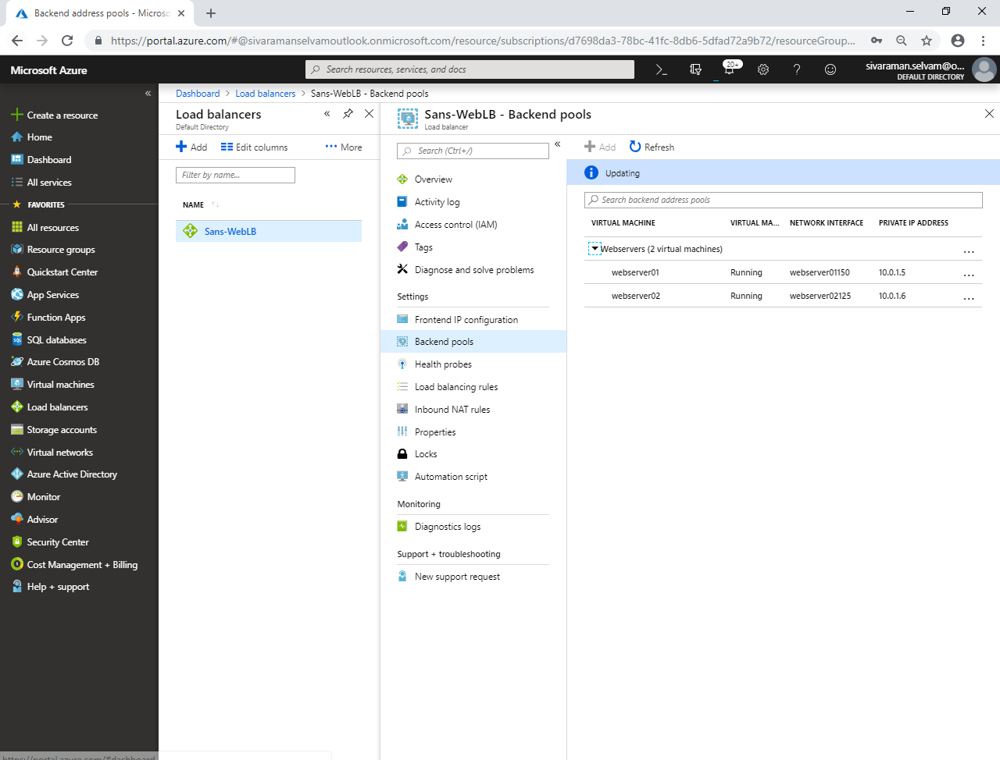 Backend address pools - Microso
https://portal.azure.com/#@sivaramanselvamoutlook.onmicrosoft.com/resource/subscriptions/d7698da3-78bc-41fc-8db6-5dfad72a9b72/resourceGroup...
Microsoft Azure
Search resources, services, and docs
20+
sivaraman.selvam@o...
DEFAULT DIRECTORY
Create a resource
Home
Dashboard
All services
FAVORITES
All resources
Resource groups
Quickstart Center
App Services
Function Apps
SQL databases
Azure Cosmos DB
Virtual machines
Load balancers
Storage accounts
Virtual networks
Azure Active Directory
Monitor
Advisor
Security Center
Cost Management + Billing
Help + support
https://portal.azure.com/#dashboard
Dashboard > Load balancers > Sans-WebLB - Backend pools
Load balancers
Default Directory
Add Edit columns ... More
Filter by name...
NAME
Sans-WebLB
Sans-WebLB - Backend pools
Load balancer
Search (Ctrl+/)
Overview
Activity log
Access control (IAM)
Tags
Diagnose and solve problems
Settings
Frontend IP configuration
Backend pools
Health probes
Load balancing rules
Inbound NAT rules
Properties
Locks
Automation script
Monitoring
Diagnostics logs
Support + troubleshooting
New support request
Add Refresh
Updating
Search backend address pools
VIRTUAL MACHINE VIRTUAL MA... NETWORK INTERFACE PRIVATE IP ADDRESS
Webservers (2 virtual machines) ...
webserver01 Running webserver01150 10.0.1.5 ...
webserver02 Running webserver02125 10.0.1.6 ...